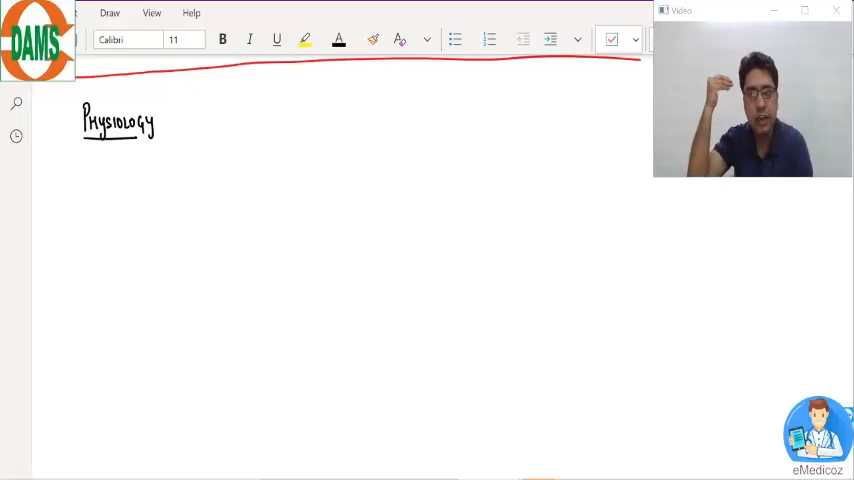 DAMS
Draw View Help
Video
Calibri 11 B I U A A
PHYSIOLOGY
eMedicoz